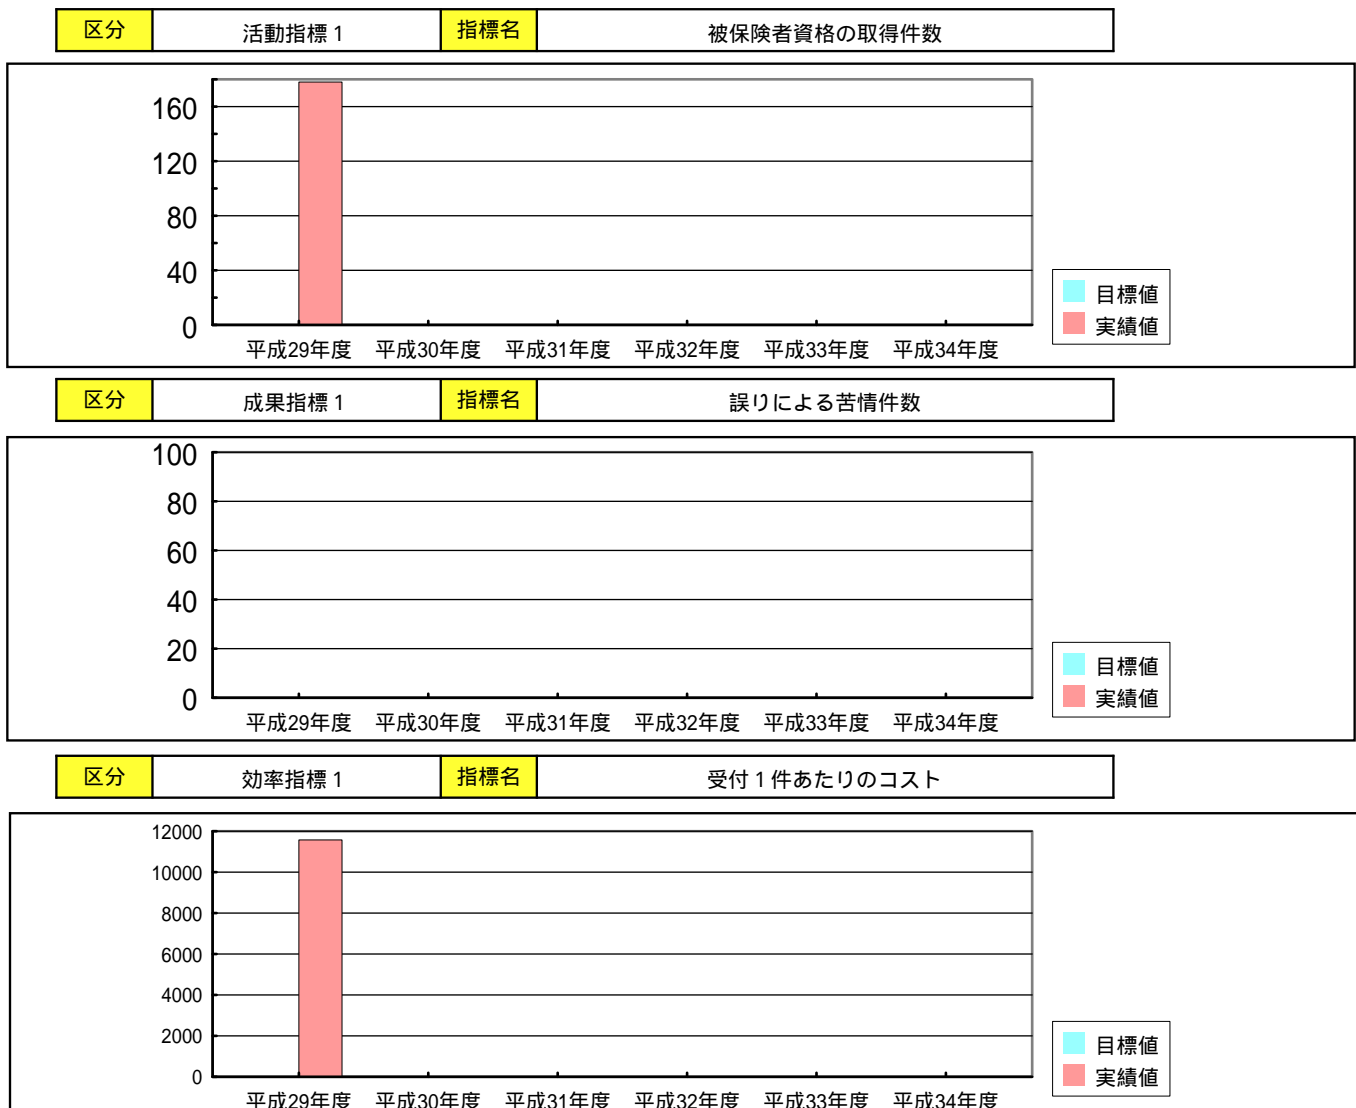 区分 活動指標1 指標名 被保険者資格の取得件数
160
120
80
40
0
平成29年度 平成30年度 平成31年度 平成32年度 平成33年度 平成34年度
目標値
実績値
区分 成果指標1 指標名 誤りによる苦情件数
100
80
60
40
20
0
平成29年度 平成30年度 平成31年度 平成32年度 平成33年度 平成34年度
目標値
実績値
区分 効率指標1 指標名 受付1件あたりのコスト
12000
10000
8000
6000
4000
2000
0
平成29年度 平成30年度 平成31年度 平成32年度 平成33年度 平成34年度
目標値
実績値